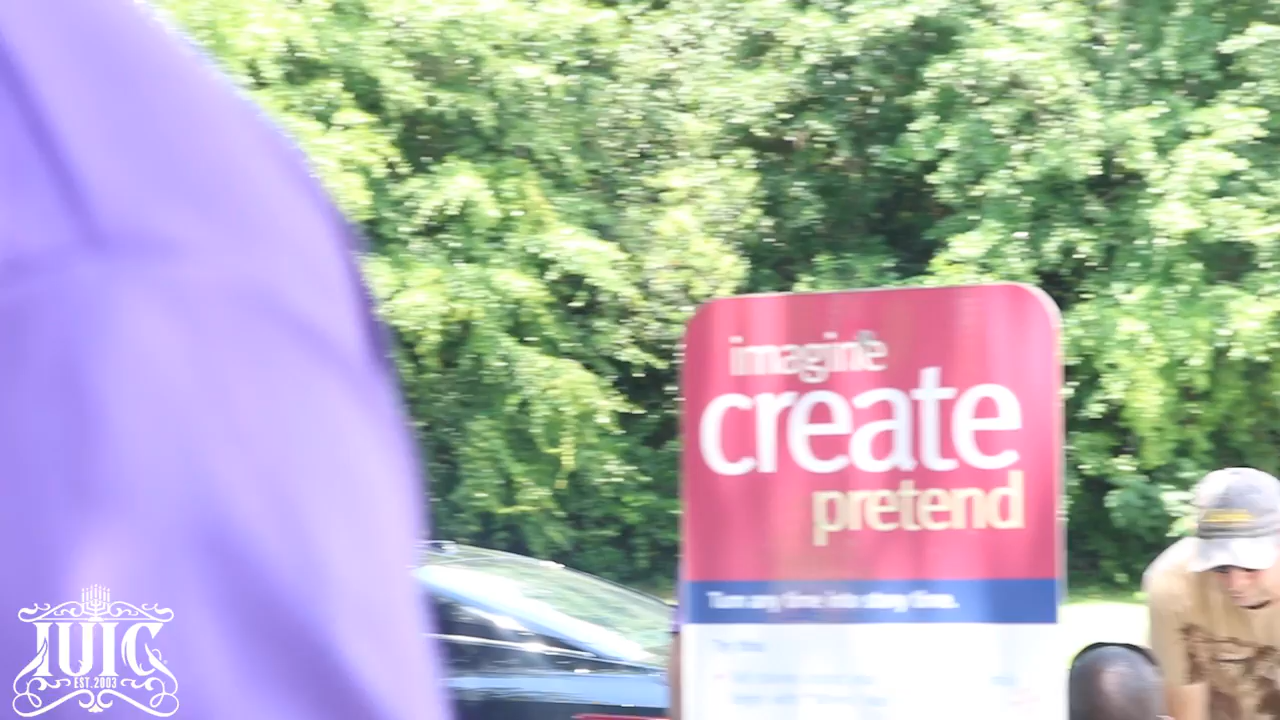 imagine
create
pretend
Turn any time into story time.
IUIC
EST. 2003